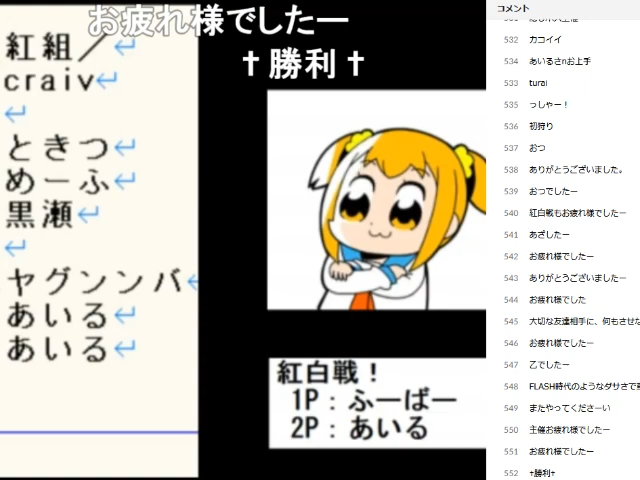 お疲れ様でしたー
†勝利†
紅組／↵
craiv↵
↵
ときつ↵
めーふ↵
黒瀬↵
↵
ヤグンンバ↵
あいる↵
あいる↵
紅白戦！
1P：ふーばー
2P：あいる
コメント
532 カコイイ
534 あいるさnお上手
533 turai
535 っしゃー！
536 初狩り
537 おつ
538 ありがとうございました。
539 おつでしたー
540 紅白戦もお疲れ様でしたー
541 あざしたー
542 お疲れ様でしたー
543 ありがとうございましたー
544 お疲れ様でした
545 大切な友達相手に、何もさせな
546 お疲れ様でしたー
547 乙でしたー
548 FLASH時代のようなダサさで
549 またやってくださーい
550 主催お疲れ様でしたー
551 お疲れ様でしたー
552 †勝利†